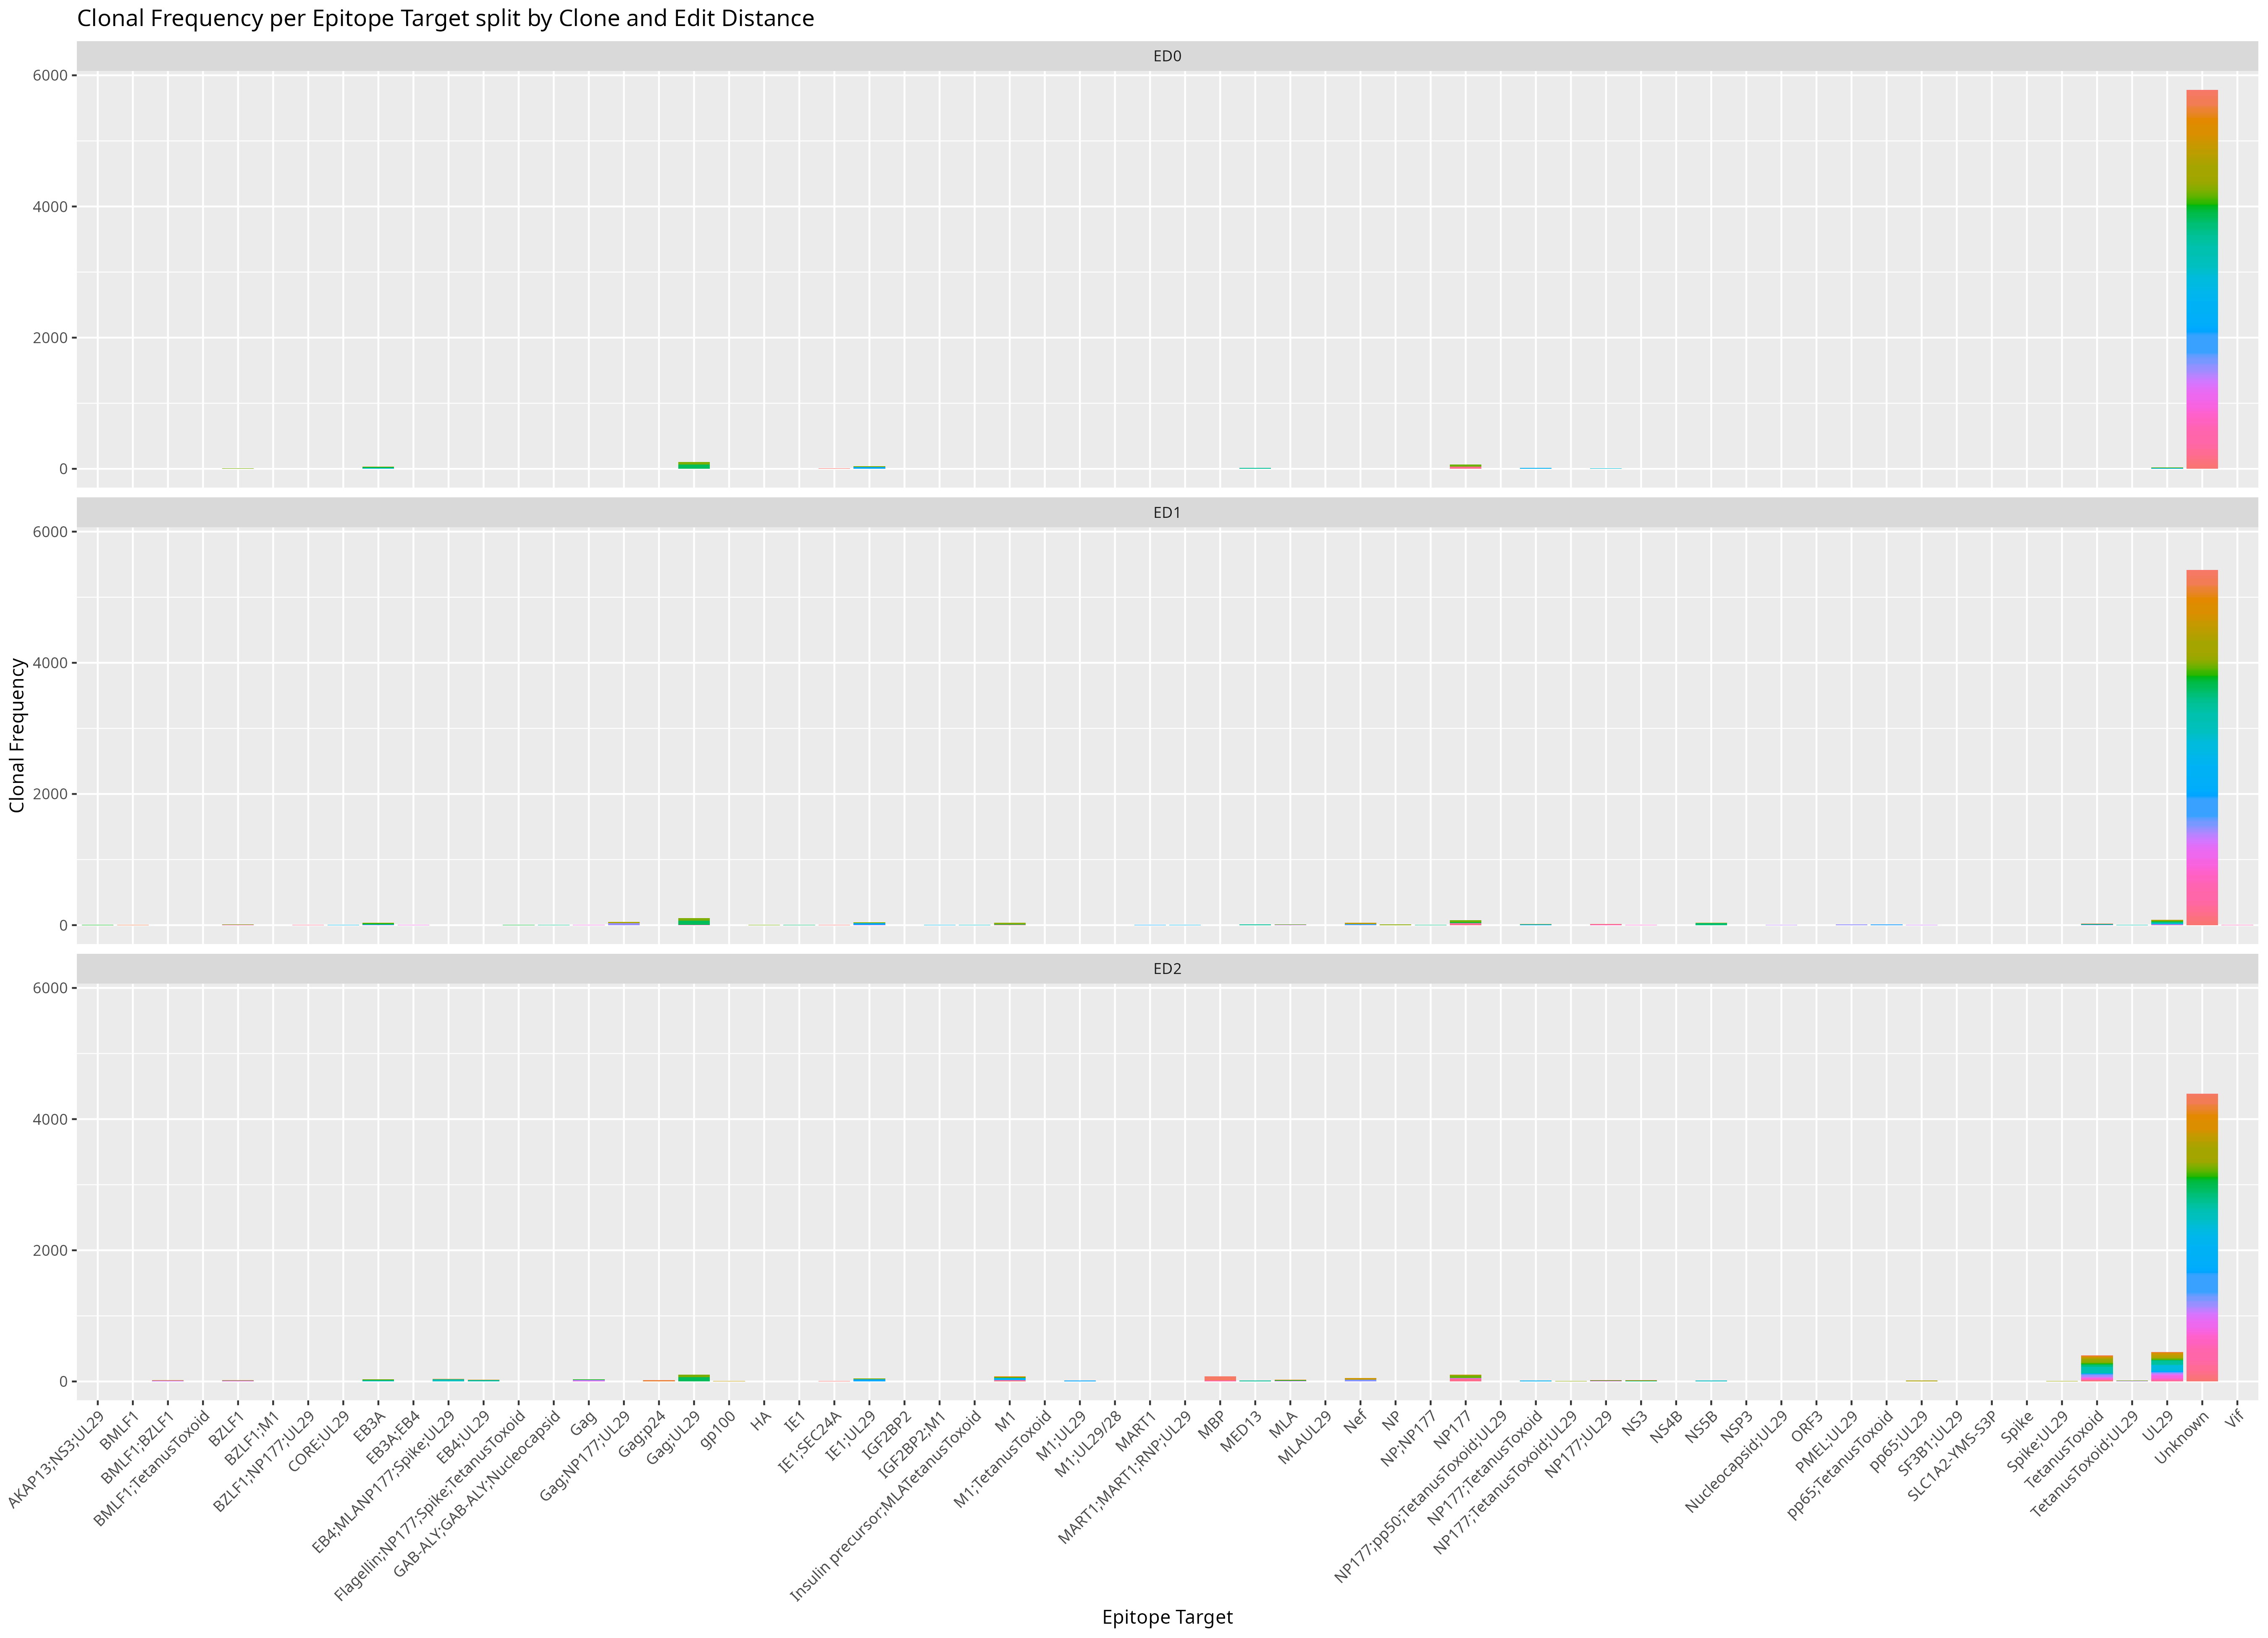 Clonal Frequency per Epitope Target split by Clone and Edit Distance
ED0
6000
4000
2000
0
ED1
6000
4000
2000
0
ED2
6000
4000
2000
0
Clonal Frequency
AKAP13;NS3;UL29
BMLF1
BMLF1;BZLF1
BMLF1;TetanusToxoid
BZLF1
BZLF1;M1
BZLF1;NP177;UL29
CORE;UL29
EB3A
EB3A;EB4
EB4;MLANP177;Spike;UL29
EB4;UL29
Flagellin;NP177;Spike;TetanusToxoid
GAB-ALY;GAB-ALY;Nucleocapsid
Gag
Gag;NP177;UL29
Gag;p24
Gag;UL29
gp100
HA
IE1
IE1;SEC24A
IE1;UL29
IGF2BP2
IGF2BP2;M1
Insulin precursor;MLATetanusToxoid
M1
M1;TetanusToxoid
M1;UL29
M1;UL29/28
MART1
MART1;MART1;RNP;UL29
MBP
MED13
MLA
MLAUL29
Nef
NP
NP;NP177
NP177
NP177;pp50;TetanusToxoid;UL29
NP177;TetanusToxoid
NP177;TetanusToxoid;UL29
NP177;UL29
NS3
NS4B
NS5B
NSP3
Nucleocapsid;UL29
ORF3
PMEL;UL29
pp65;TetanusToxoid
pp65;UL29
SF3B1;UL29
SLC1A2-YMS-S3P
Spike
Spike;UL29
TetanusToxoid
TetanusToxoid;UL29
UL29
Unknown
Vif
Epitope Target